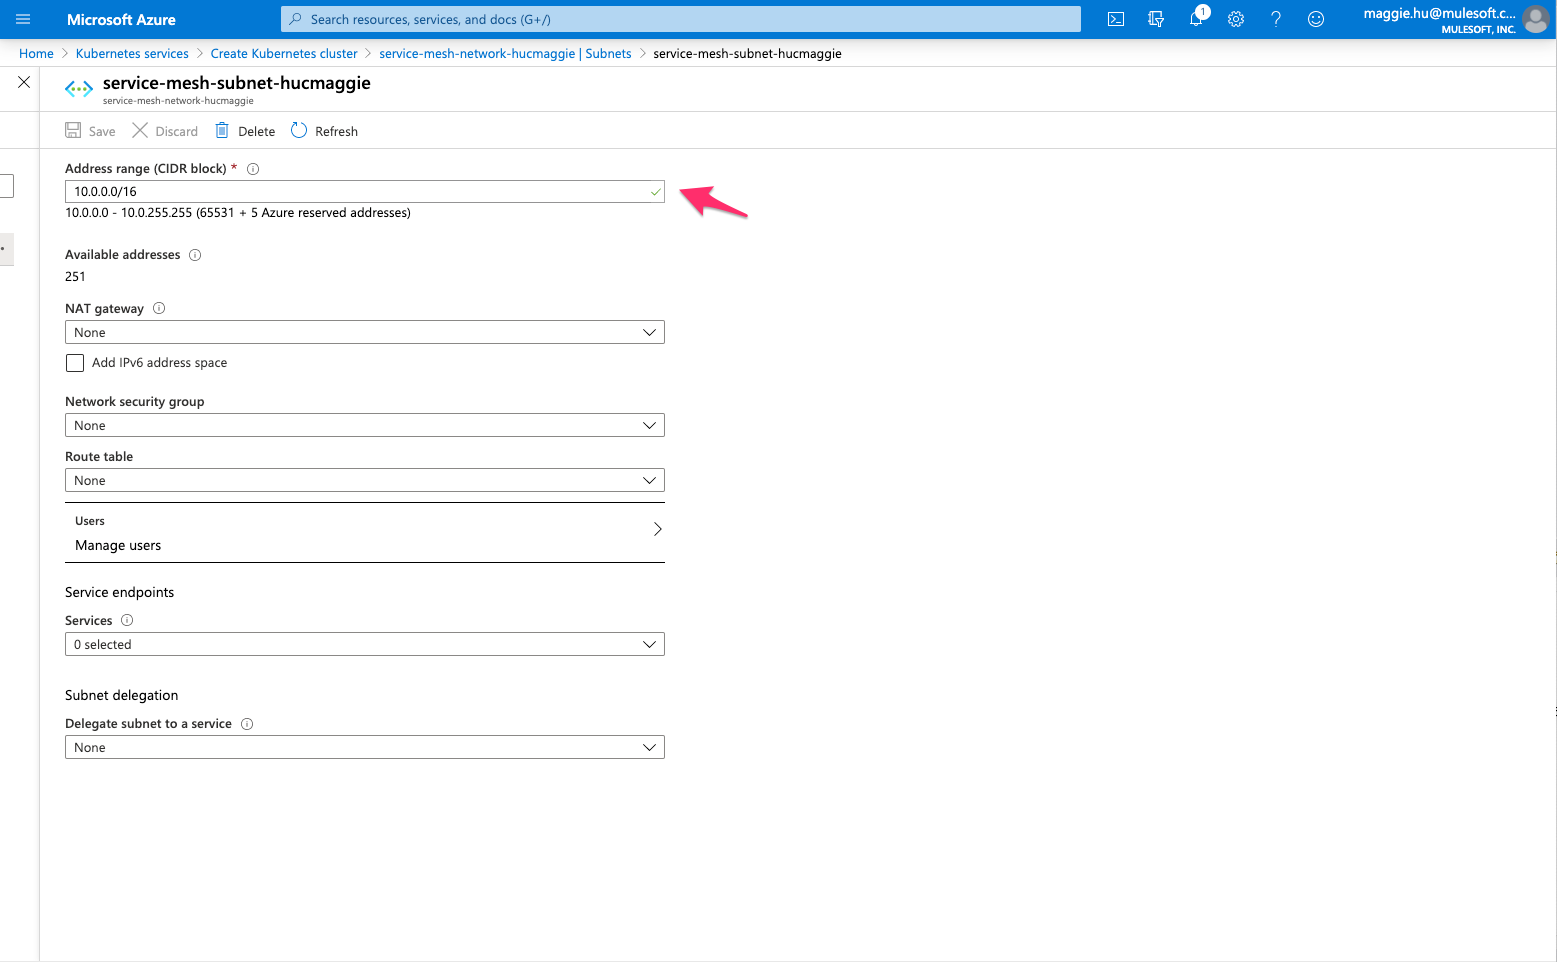 Microsoft Azure
Search resources, services, and docs (G+/)
1
maggie.hu@mulesoft.c...
MULESOFT, INC.
Home > Kubernetes services > Create Kubernetes cluster > service-mesh-network-hucmaggie | Subnets > service-mesh-subnet-hucmaggie
service-mesh-subnet-hucmaggie
service-mesh-network-hucmaggie
Save Discard Delete Refresh
Address range (CIDR block) *
10.0.0.0/16
10.0.0.0 - 10.0.255.255 (65531 + 5 Azure reserved addresses)
Available addresses
251
NAT gateway
None
Add IPv6 address space
Network security group
None
Route table
None
Users
Manage users
Service endpoints
Services
0 selected
Subnet delegation
Delegate subnet to a service
None